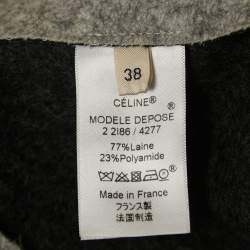 38
CÉLINE®
MODELE DEPOSE
2 2I86 / 4277
77%Laine
23%Polyamide
Made in France
フランス製
法国制造